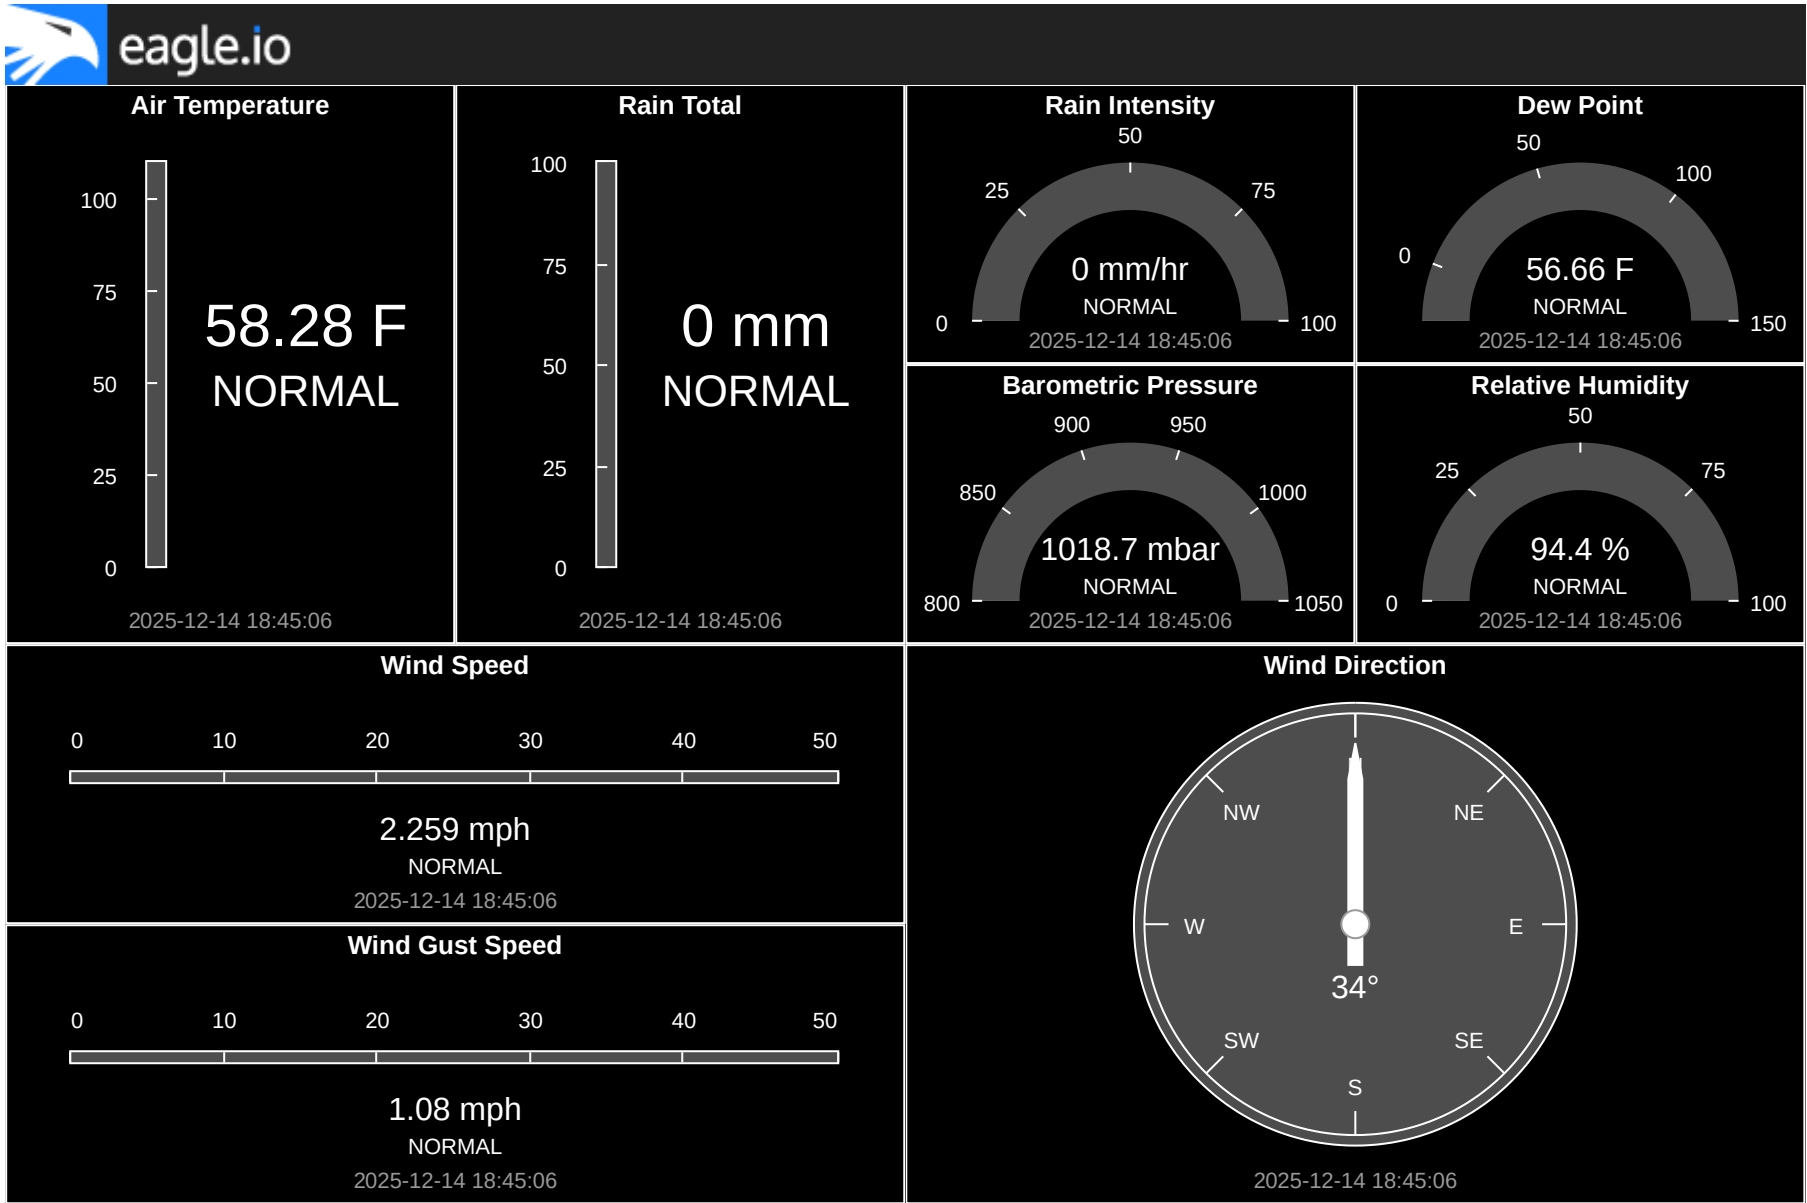 eagle.io
Air Temperature
100
75
50
25
0
58.28 F
NORMAL
2025-12-14 18:45:06
Rain Total
100
75
50
25
0
0 mm
NORMAL
2025-12-14 18:45:06
Rain Intensity
50
25
75
0
100
0 mm/hr
NORMAL
2025-12-14 18:45:06
Dew Point
50
100
0
150
56.66 F
NORMAL
2025-12-14 18:45:06
Barometric Pressure
900
950
850
1000
800
1050
1018.7 mbar
NORMAL
2025-12-14 18:45:06
Relative Humidity
50
25
75
0
100
94.4 %
NORMAL
2025-12-14 18:45:06
Wind Speed
0 10 20 30 40 50
2.259 mph
NORMAL
2025-12-14 18:45:06
Wind Gust Speed
0 10 20 30 40 50
1.08 mph
NORMAL
2025-12-14 18:45:06
Wind Direction
NW NE
W E
34°
SW SE
S
2025-12-14 18:45:06